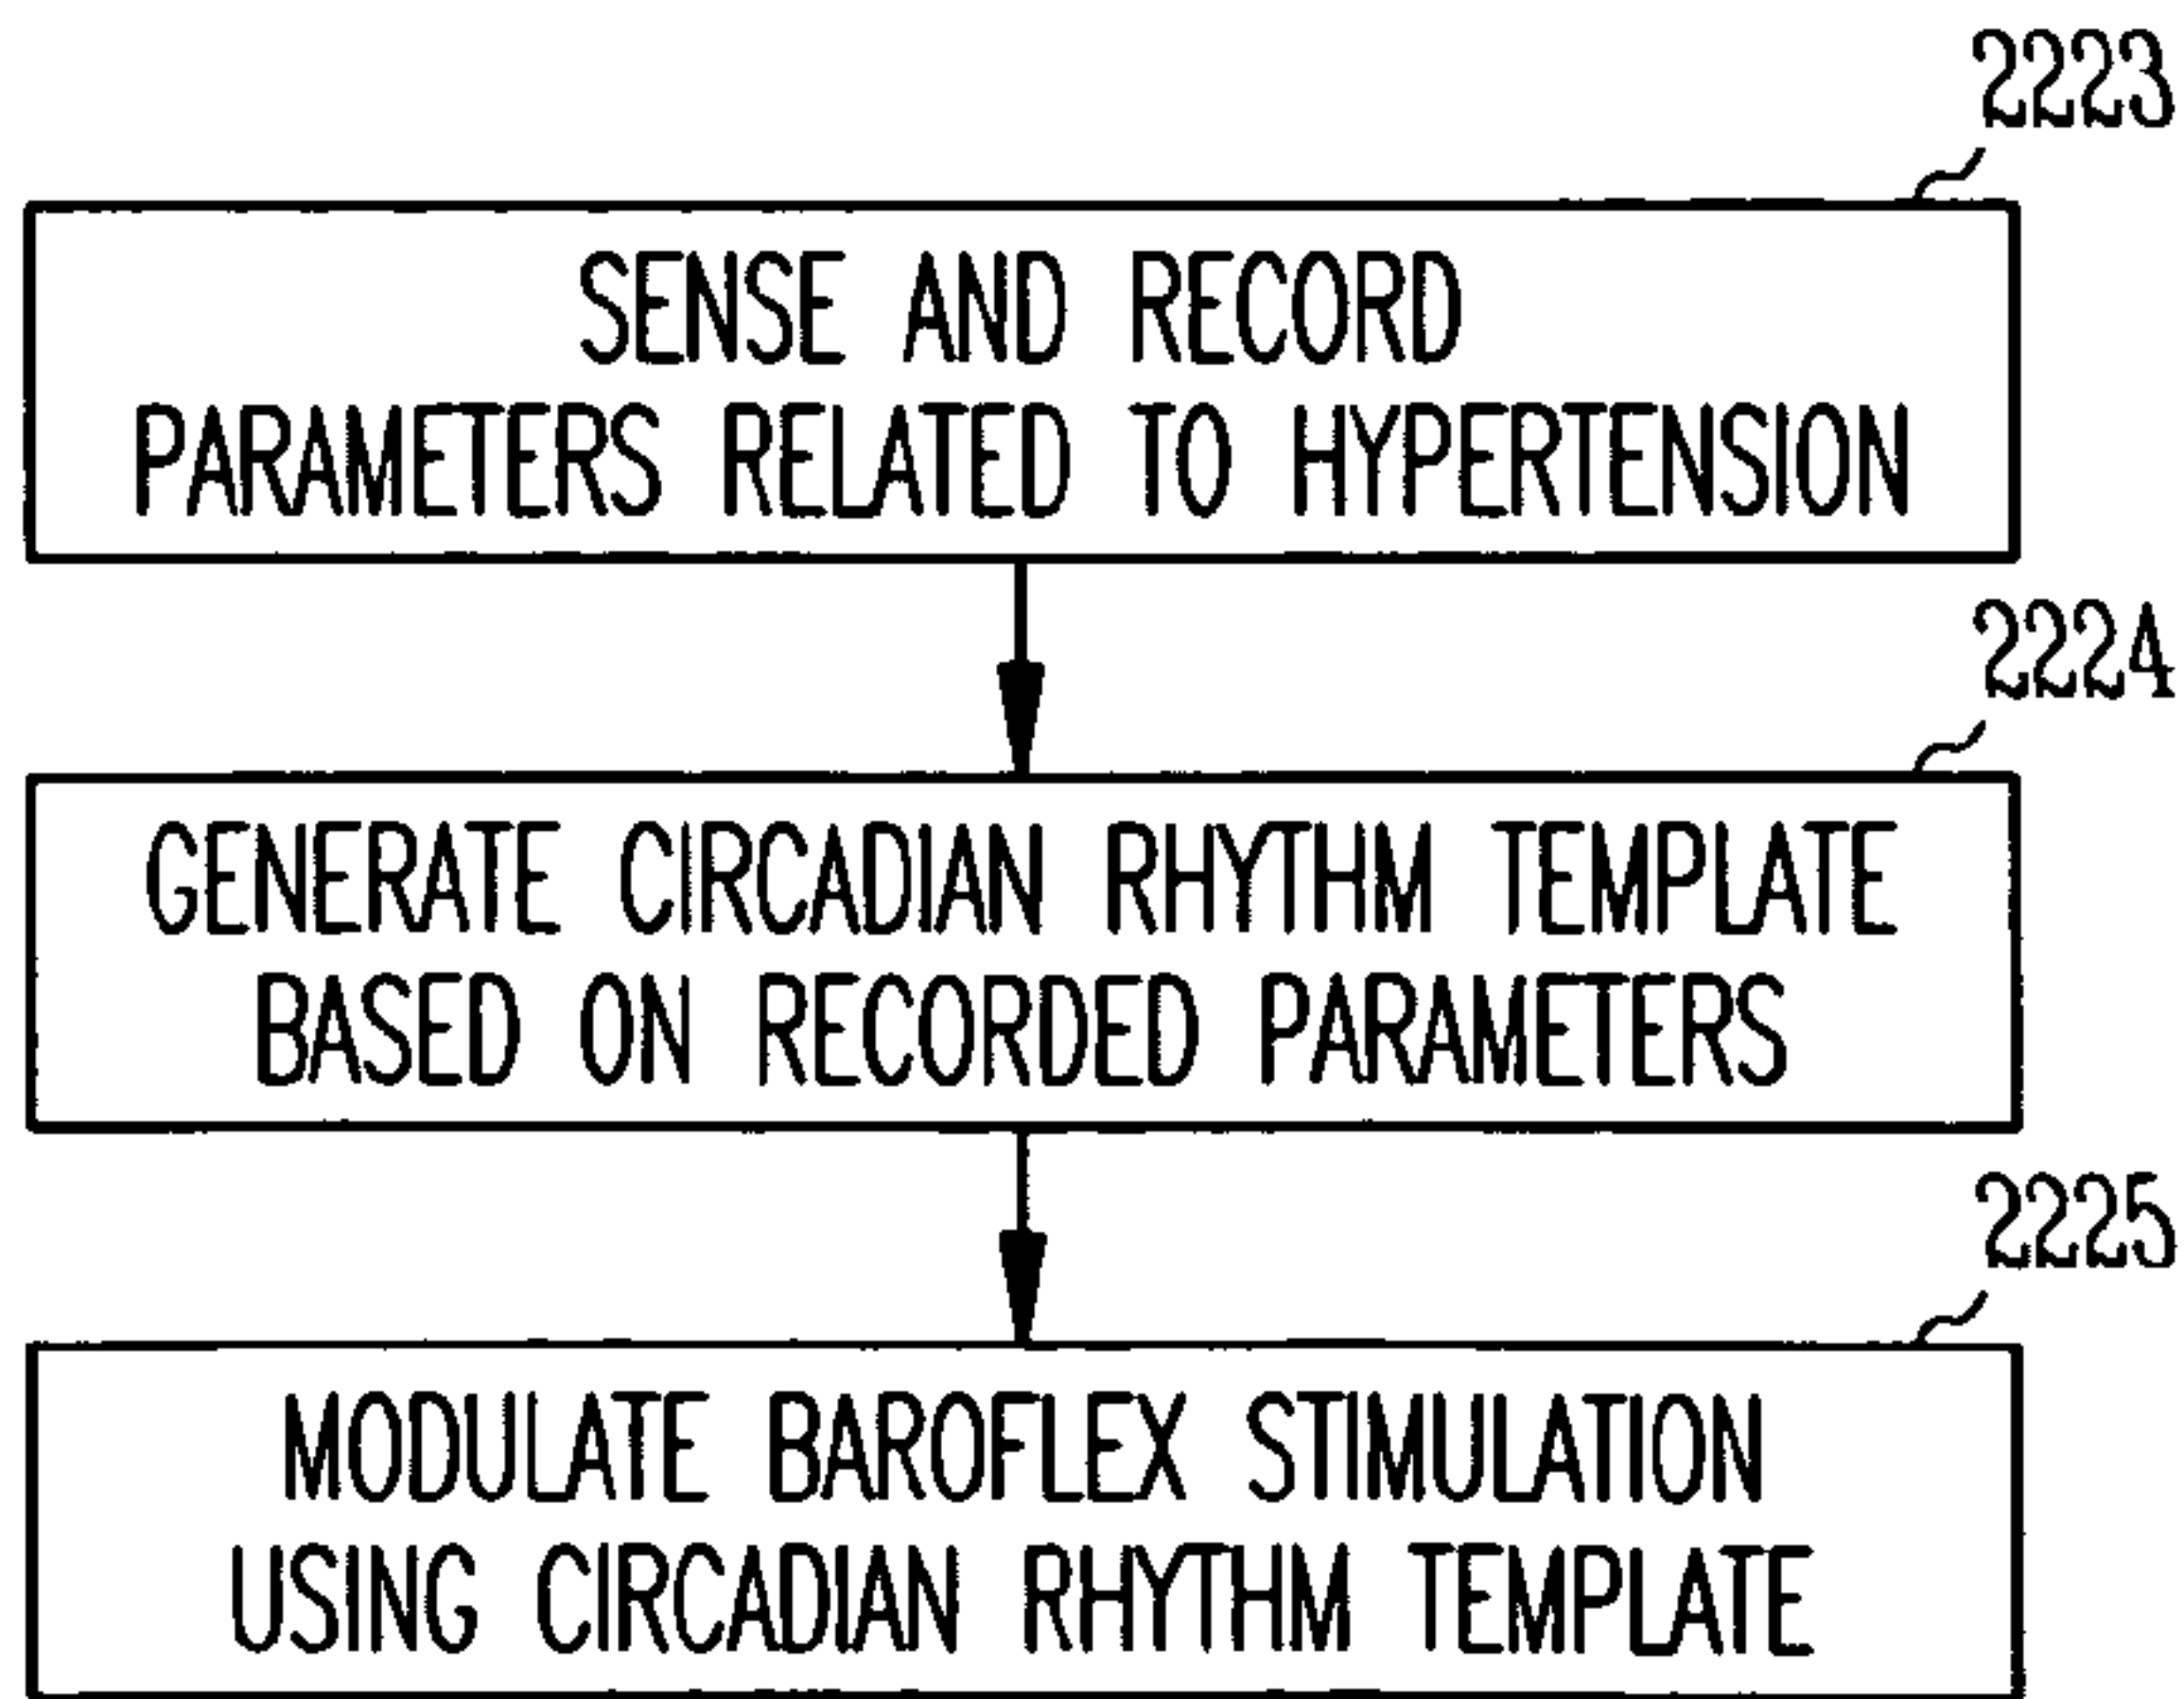 2223
SENSE AND RECORD
PARAMETERS RELATED TO HYPERTENSION
2224
GENERATE CIRCADIAN RHYTHM TEMPLATE
BASED ON RECORDED PARAMETERS
2225
MODULATE BAROFLEX STIMULATION
USING CIRCADIAN RHYTHM TEMPLATE